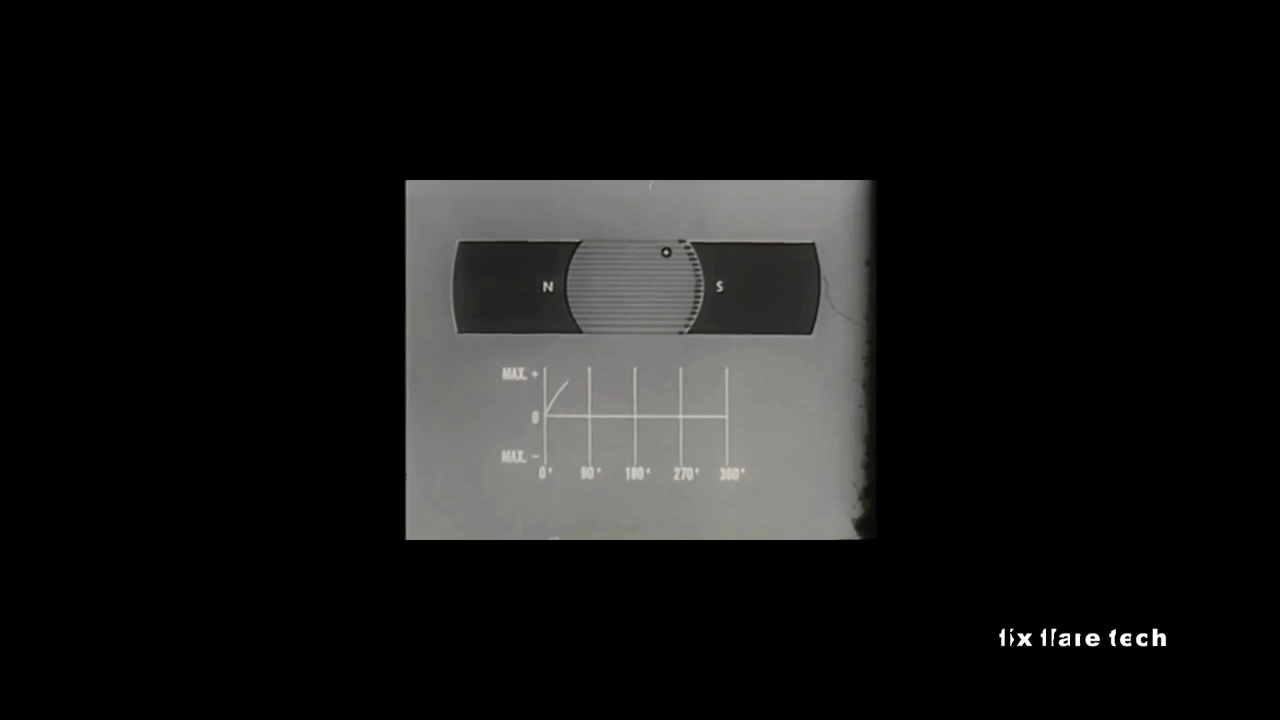 N S
MAX. +
0
MAX. −
0° 90° 180° 270° 360°
fix flare tech